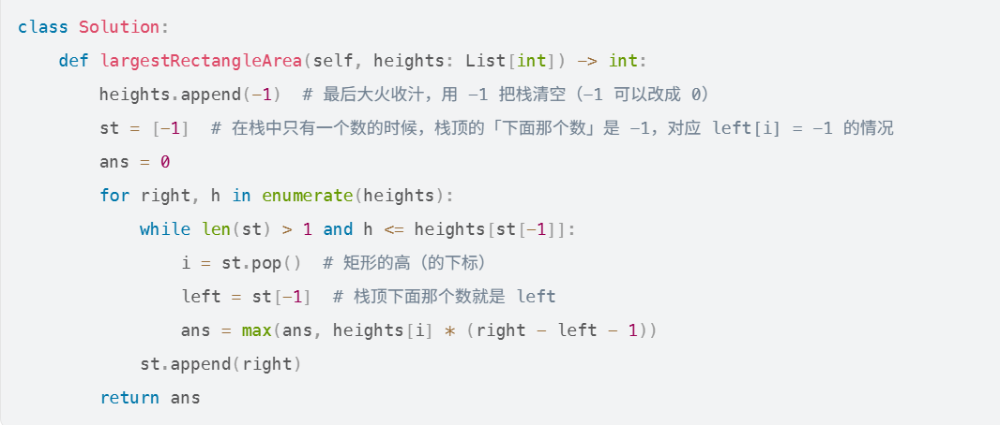 class Solution:
    def largestRectangleArea(self, heights: List[int]) -> int:
        heights.append(-1)  # 最后大火收汁，用 -1 把栈清空（-1 可以改成 0）
        st = [-1]  # 在栈中只有一个数的时候，栈顶的「下面那个数」是 -1，对应 left[i] = -1 的情况
        ans = 0
        for right, h in enumerate(heights):
            while len(st) > 1 and h <= heights[st[-1]]:
                i = st.pop()  # 矩形的高（的下标）
                left = st[-1]  # 栈顶下面那个数就是 left
                ans = max(ans, heights[i] * (right - left - 1))
            st.append(right)
        return ans